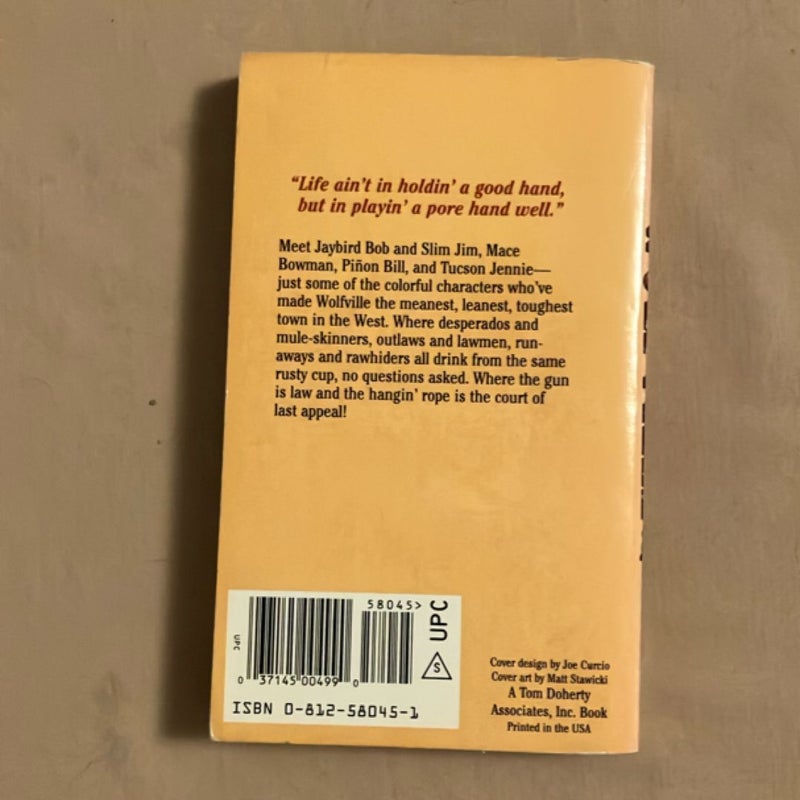 “Life ain’t in holdin’ a good hand,
but in playin’ a pore hand well.”
Meet Jaybird Bob and Slim Jim, Mace
Bowman, Piñon Bill, and Tucson Jennie—
just some of the colorful characters who’ve
made Wolfville the meanest, leanest, toughest
town in the West. Where desperados and
mule-skinners, outlaws and lawmen, run-
aways and rawhiders all drink from the same
rusty cup, no questions asked. Where the gun
is law and the hangin’ rope is the court of
last appeal!
58045>
UPC
UPC
S
0 37145 00499 0
ISBN 0-812-58045-1
Cover design by Joe Curcio
Cover art by Matt Stawicki
A Tom Doherty
Associates, Inc. Book
Printed in the USA